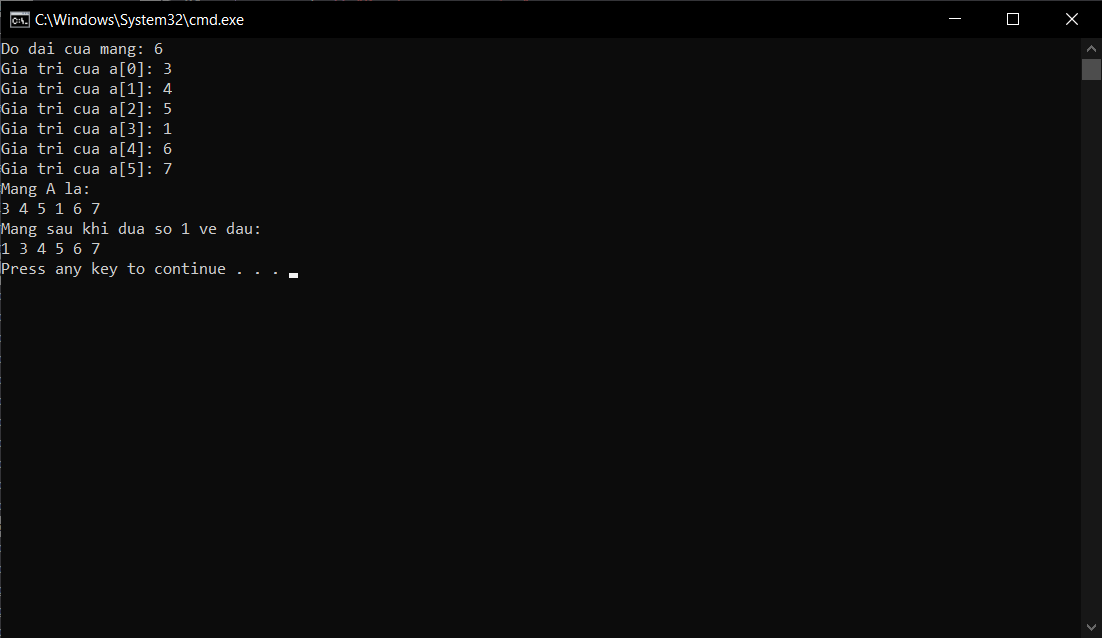 C:\Windows\System32\cmd.exe
Do dai cua mang: 6
Gia tri cua a[0]: 3
Gia tri cua a[1]: 4
Gia tri cua a[2]: 5
Gia tri cua a[3]: 1
Gia tri cua a[4]: 6
Gia tri cua a[5]: 7
Mang A la:
3 4 5 1 6 7
Mang sau khi dua so 1 ve dau:
1 3 4 5 6 7
Press any key to continue . . .